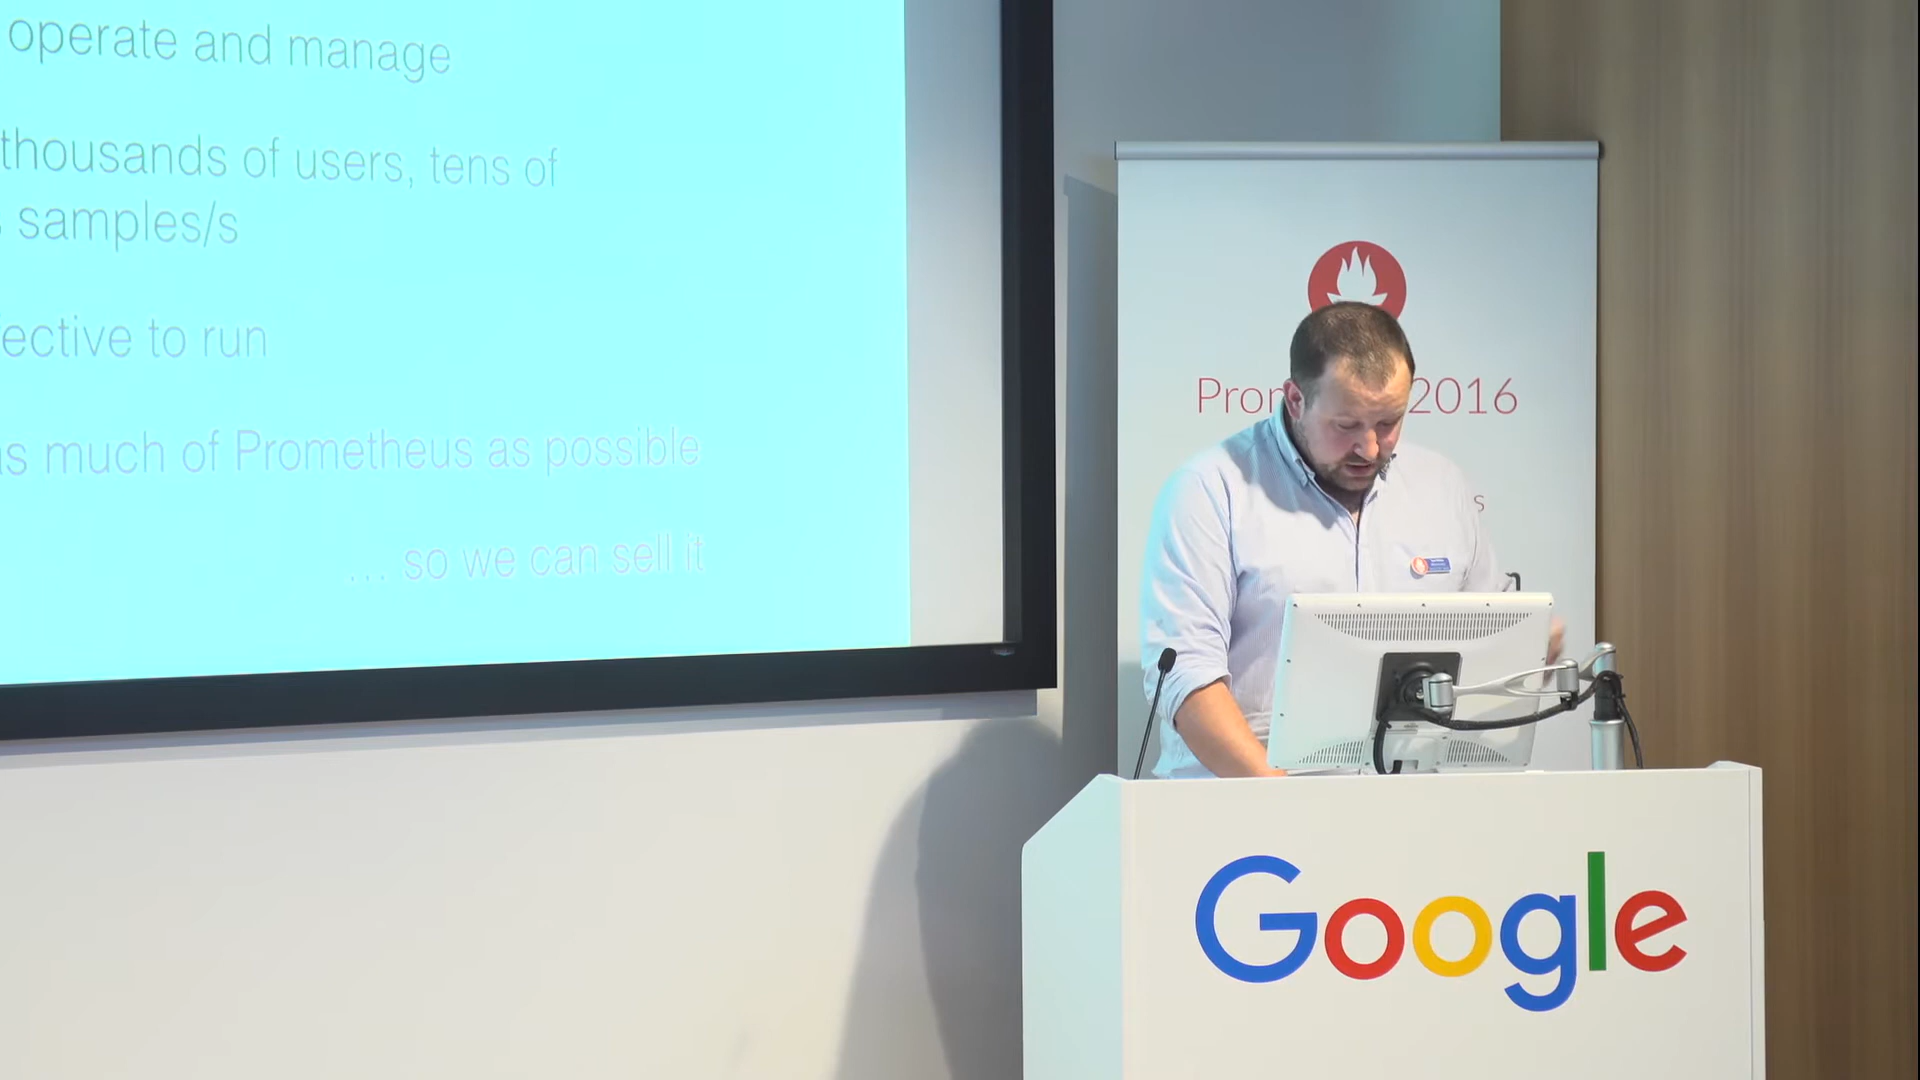 operate and manage
thousands of users, tens of
samples/s
ective to run
as much of Prometheus as possible
... so we can sell it
Pro 2016
s
Google